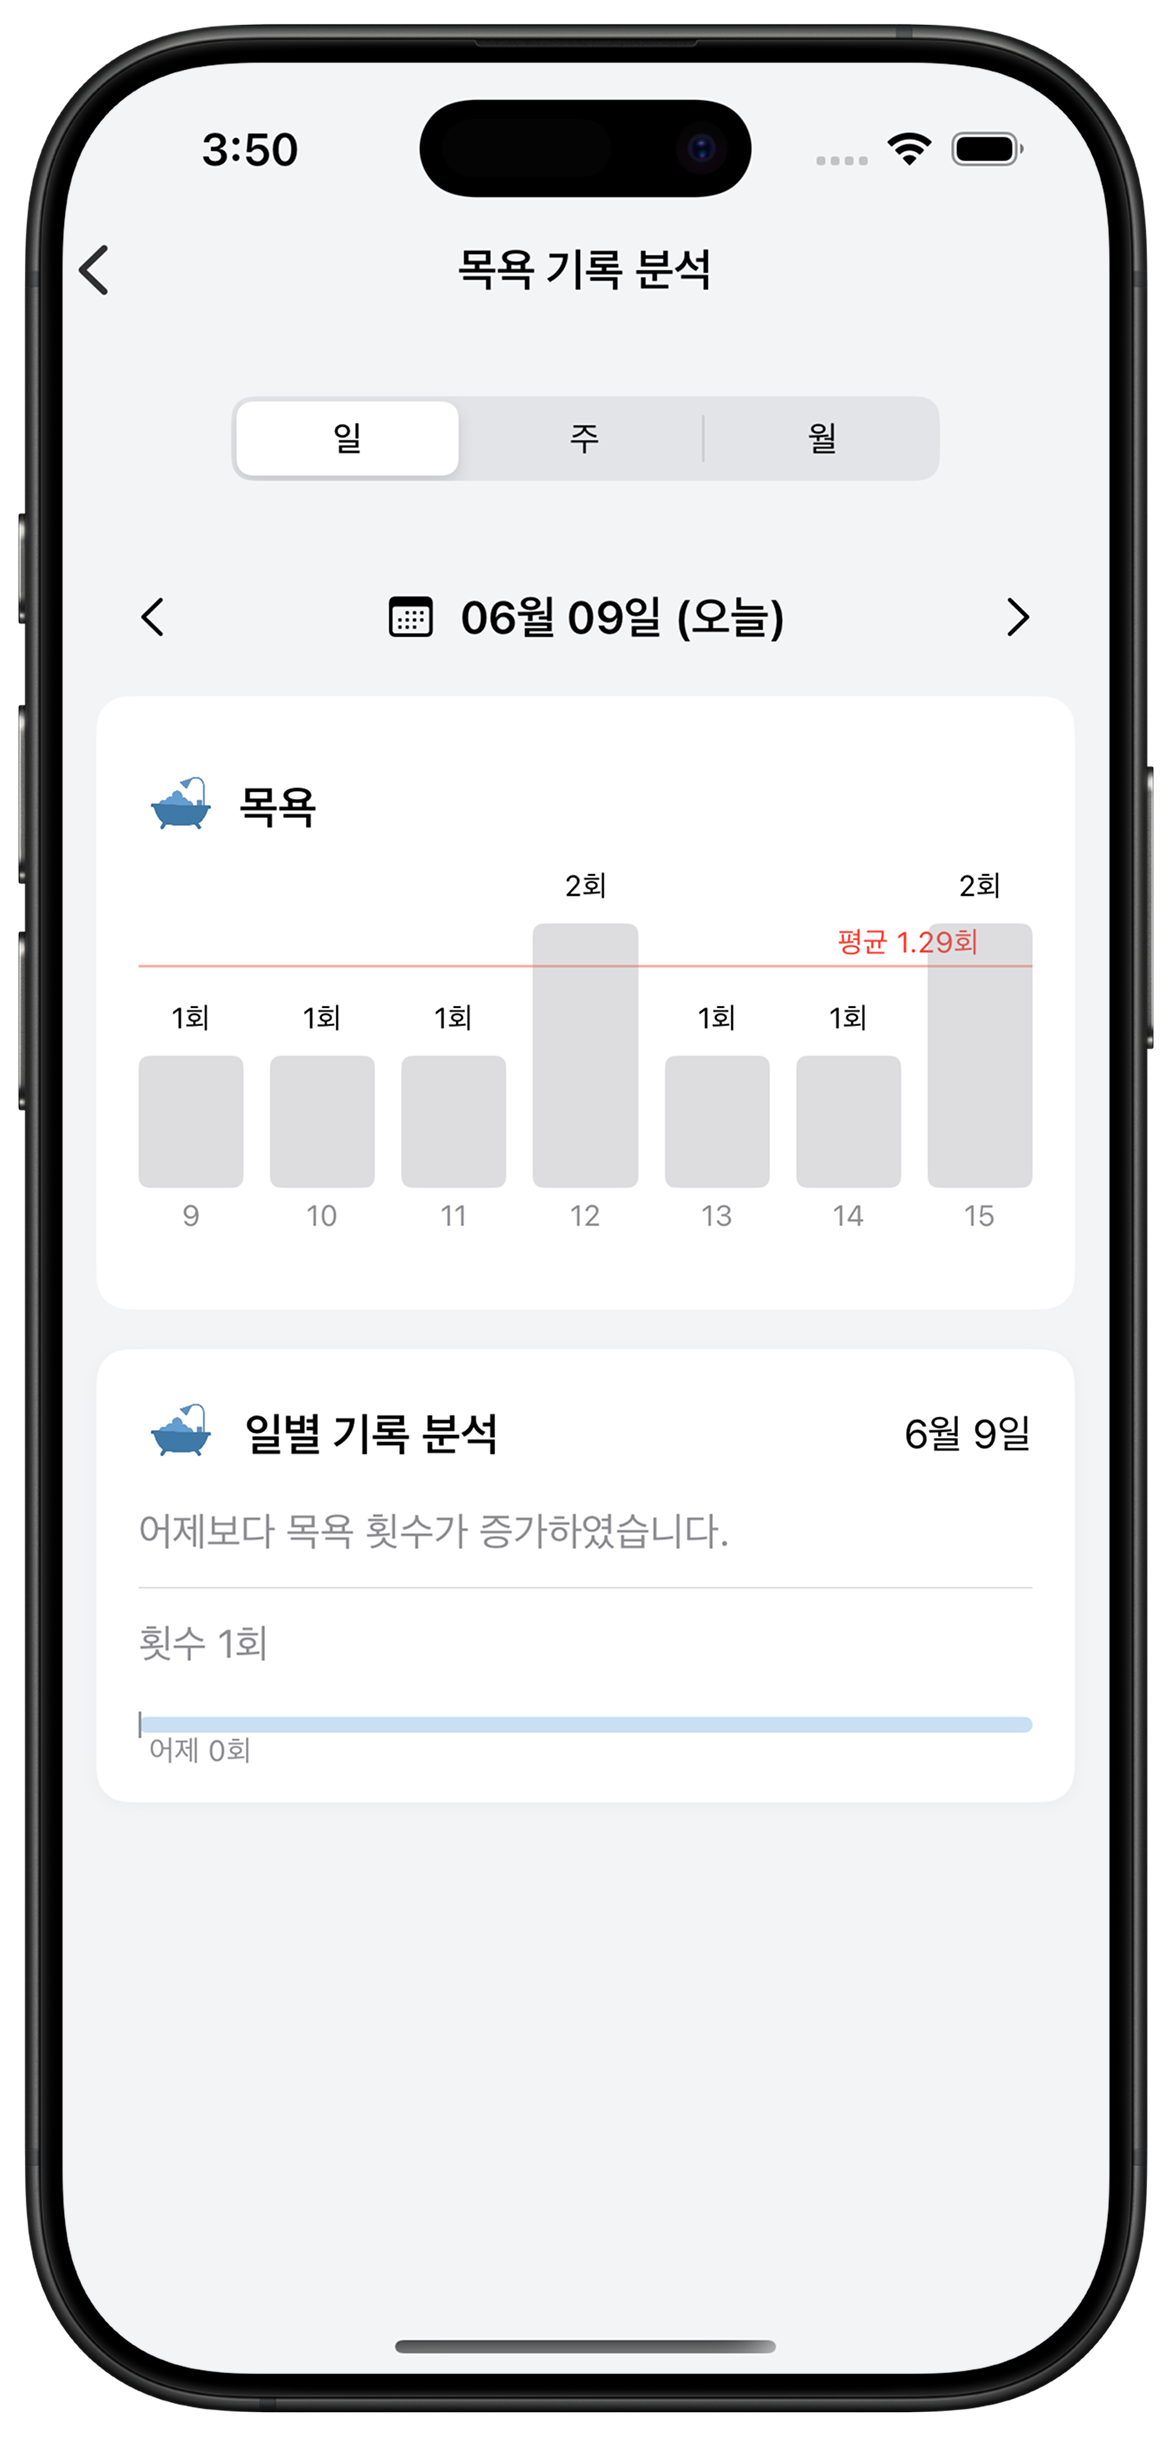 3:50
목욕 기록 분석
일 주 월
06월 09일 (오늘)
목욕
2회 2회
평균 1.29회
1회 1회 1회 1회 1회
9 10 11 12 13 14 15
일별 기록 분석 6월 9일
어제보다 목욕 횟수가 증가하였습니다.
횟수 1회
어제 0회